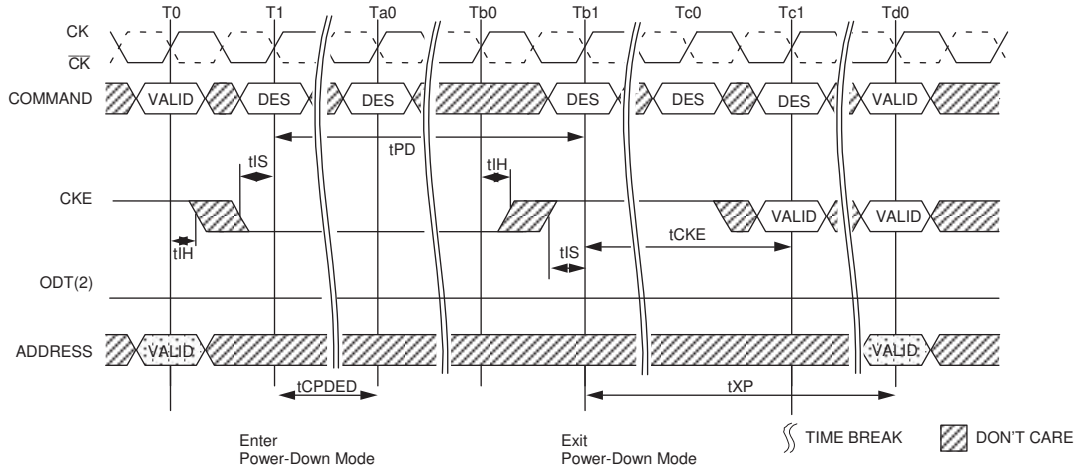 T0 T1 Ta0 Tb0 Tb1 Tc0 Tc1 Td0
CK
CK
COMMAND VALID DES DES DES DES DES VALID
tPD
tIS tIH
CKE VALID VALID
tIH tIS tCKE
ODT(2)
ADDRESS VALID VALID
tCPDED tXP
Enter
Power-Down Mode
Exit
Power-Down Mode
TIME BREAK DON'T CARE